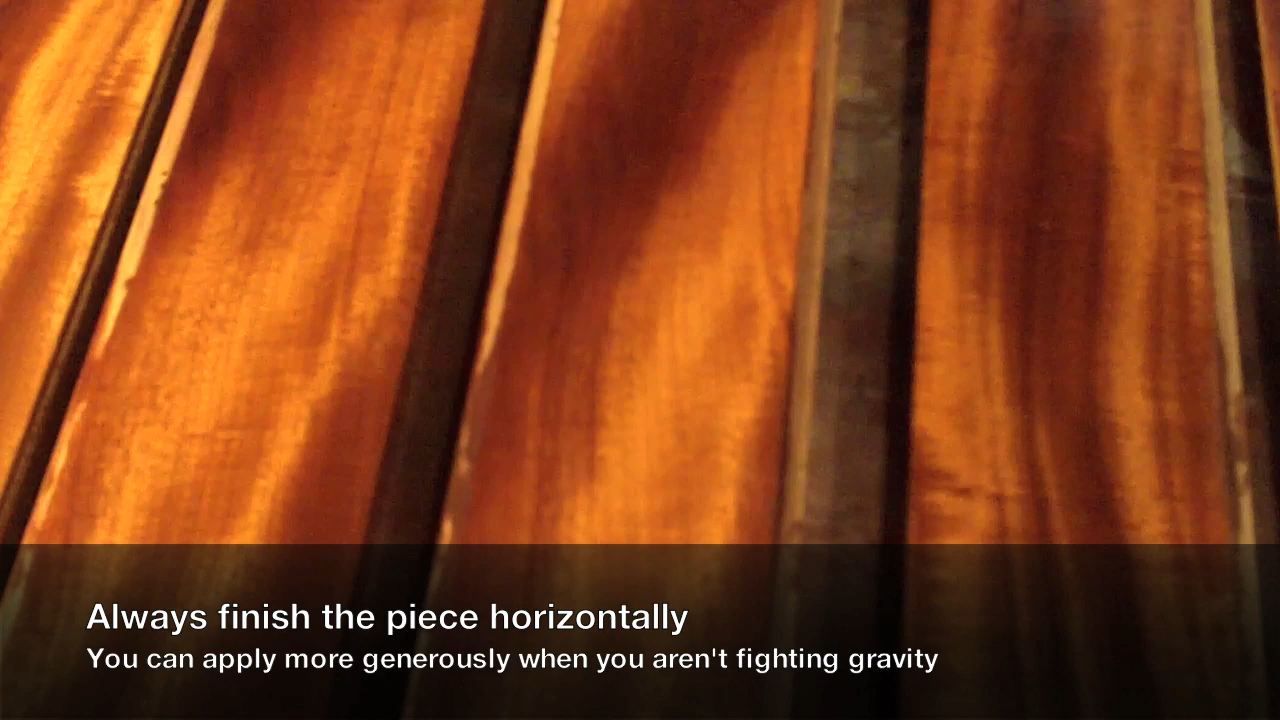 Always finish the piece horizontally
You can apply more generously when you aren't fighting gravity